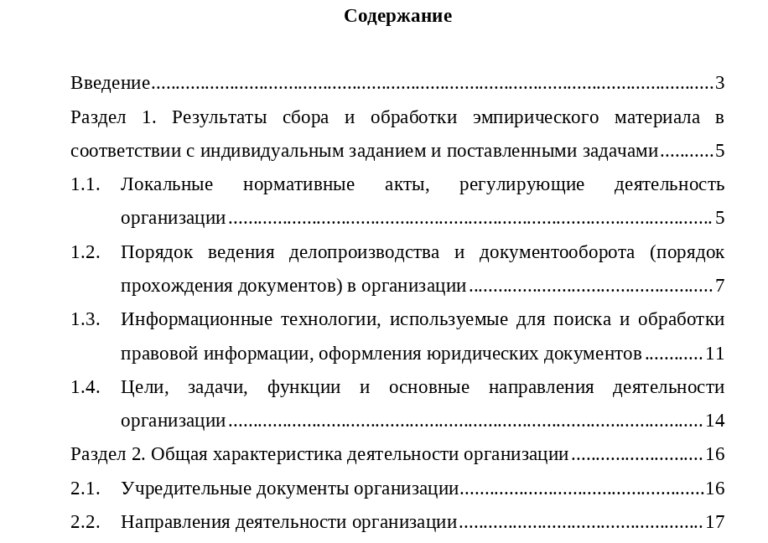 Содержание
Введение....................................................................................................................3
Раздел 1. Результаты сбора и обработки эмпирического материала в
соответствии с индивидуальным заданием и поставленными задачами...........5
1.1. Локальные нормативные акты, регулирующие деятельность
организации.................................................................................................... 5
1.2. Порядок ведения делопроизводства и документооборота (порядок
прохождения документов) в организации.................................................. 7
1.3. Информационные технологии, используемые для поиска и обработки
правовой информации, оформления юридических документов............ 11
1.4. Цели, задачи, функции и основные направления деятельности
организации.................................................................................................. 14
Раздел 2. Общая характеристика деятельности организации........................... 16
2.1. Учредительные документы организации..................................................16
2.2. Направления деятельности организации.................................................. 17